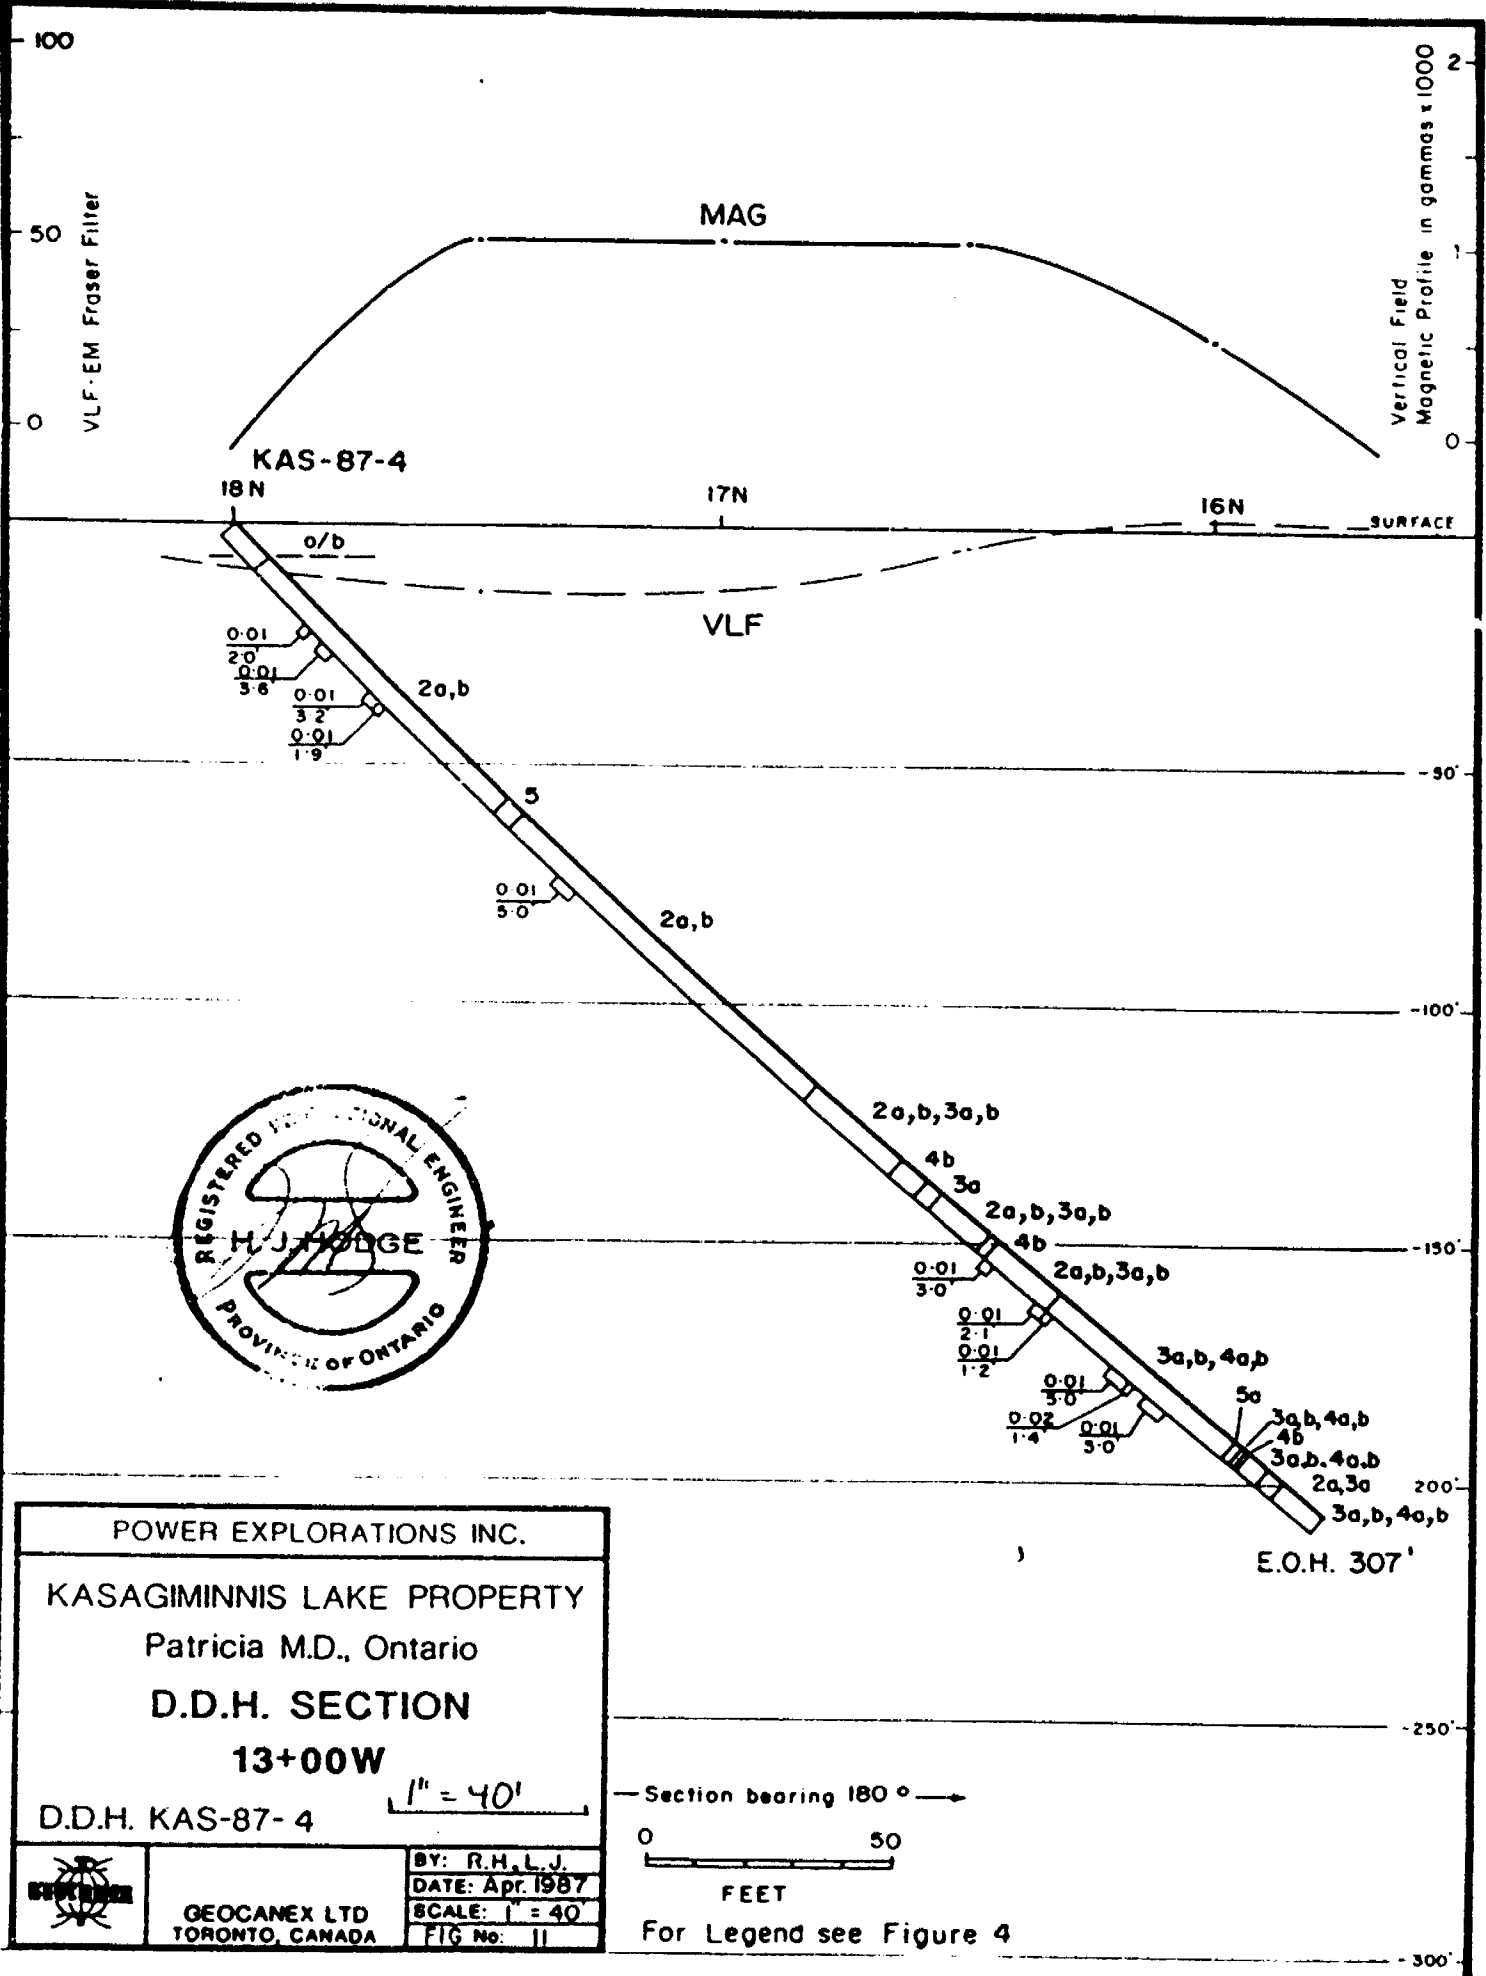 100
50
0
VLF-EM Fraser Filter
MAG
2
1
0
Vertical Field
Magnetic Profile in gammas x 1000
KAS-87-4
18N
17N
16N
SURFACE
o/b
VLF
0.01
2.0'
0.01
3.6'
0.01
3.2'
0.01
1.9'
2a,b
-50'
5
0.01
5.0'
2a,b
-100'
2a,b,3a,b
4b
3a
2a,b,3a,b
4b
-150'
2a,b,3a,b
0.01
3.0'
0.01
2.1'
0.01
1.2'
3a,b,4a,b
0.01
5.0'
0.02
1.4'
0.01
5.0'
5a
3a,b,4a,b
4b
3a,b,4a,b
2a,3a
200'
3a,b,4a,b
E.O.H. 307'
REGISTERED PROFESSIONAL ENGINEER
H. J. HODGE
PROVINCE OF ONTARIO
POWER EXPLORATIONS INC.
KASAGIMINNIS LAKE PROPERTY
Patricia M.D., Ontario
D.D.H. SECTION
13+00W
1" = 40'
D.D.H. KAS-87-4
GEOCANEX LTD
TORONTO, CANADA
BY: R.H., L.J.
DATE: Apr. 1987
SCALE: 1" = 40'
FIG No: 11
-250'
Section bearing 180°
0 50
FEET
For Legend see Figure 4
-300'